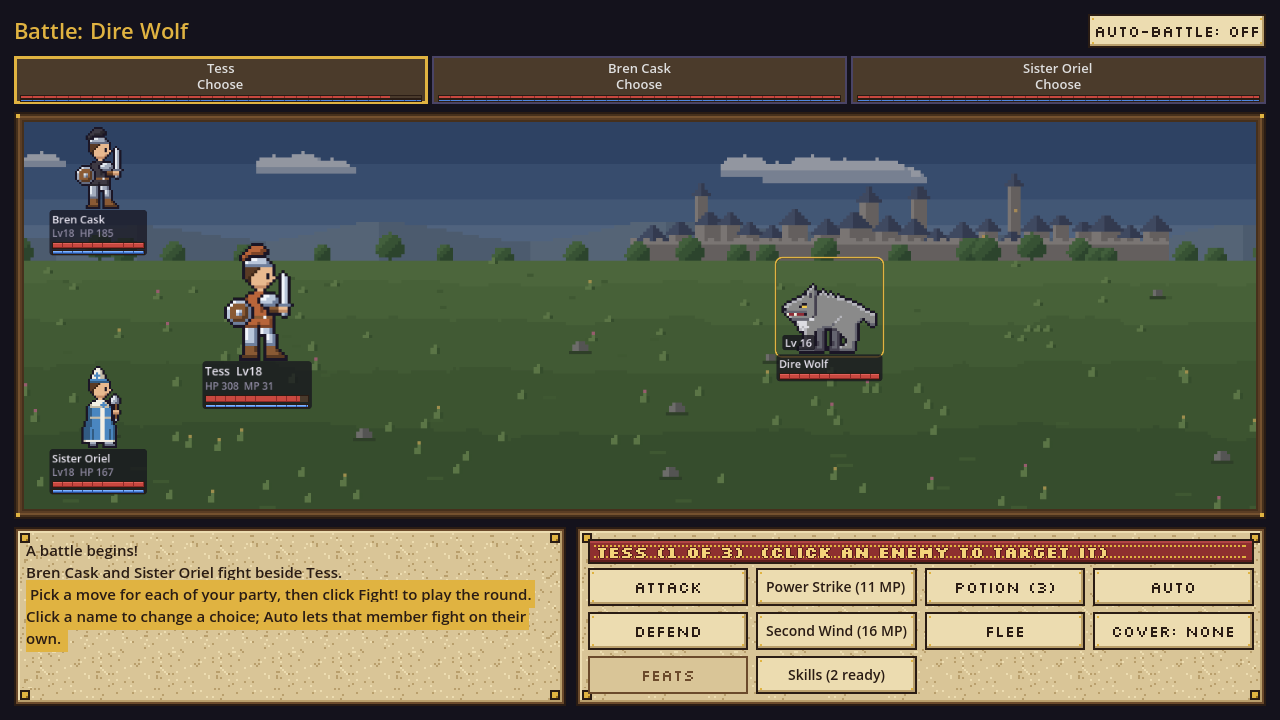 Battle: Dire Wolf
AUTO-BATTLE: OFF
Tess
Choose
Bren Cask
Choose
Sister Oriel
Choose
Bren Cask
Lv18 HP 185
Tess Lv18
HP 308 MP 31
Sister Oriel
Lv18 HP 167
Lv 16
Dire Wolf
A battle begins!
Bren Cask and Sister Oriel fight beside Tess.
Pick a move for each of your party, then click Fight! to play the round.
Click a name to change a choice; Auto lets that member fight on their
own.
TESS (1 OF 3) (CLICK AN ENEMY TO TARGET IT)
ATTACK
Power Strike (11 MP)
POTION (3)
AUTO
DEFEND
Second Wind (16 MP)
FLEE
COVER: NONE
FEATS
Skills (2 ready)